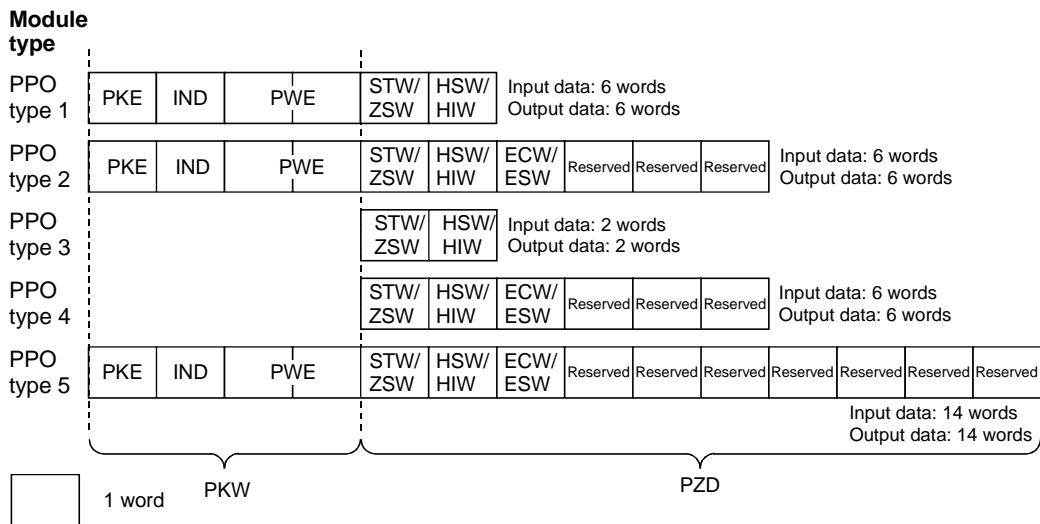 Module
type
PPO
type 1
PKE IND PWE STW/ HSW/
ZSW HIW
Input data: 6 words
Output data: 6 words
PPO
type 2
PKE IND PWE STW/ HSW/ ECW/ Reserved Reserved Reserved
ZSW HIW ESW
Input data: 6 words
Output data: 6 words
PPO
type 3
STW/ HSW/
ZSW HIW
Input data: 2 words
Output data: 2 words
PPO
type 4
STW/ HSW/ ECW/ Reserved Reserved Reserved
ZSW HIW ESW
Input data: 6 words
Output data: 6 words
PPO
type 5
PKE IND PWE STW/ HSW/ ECW/ Reserved Reserved Reserved Reserved Reserved Reserved Reserved
ZSW HIW ESW
Input data: 14 words
Output data: 14 words
PKW
PZD
1 word